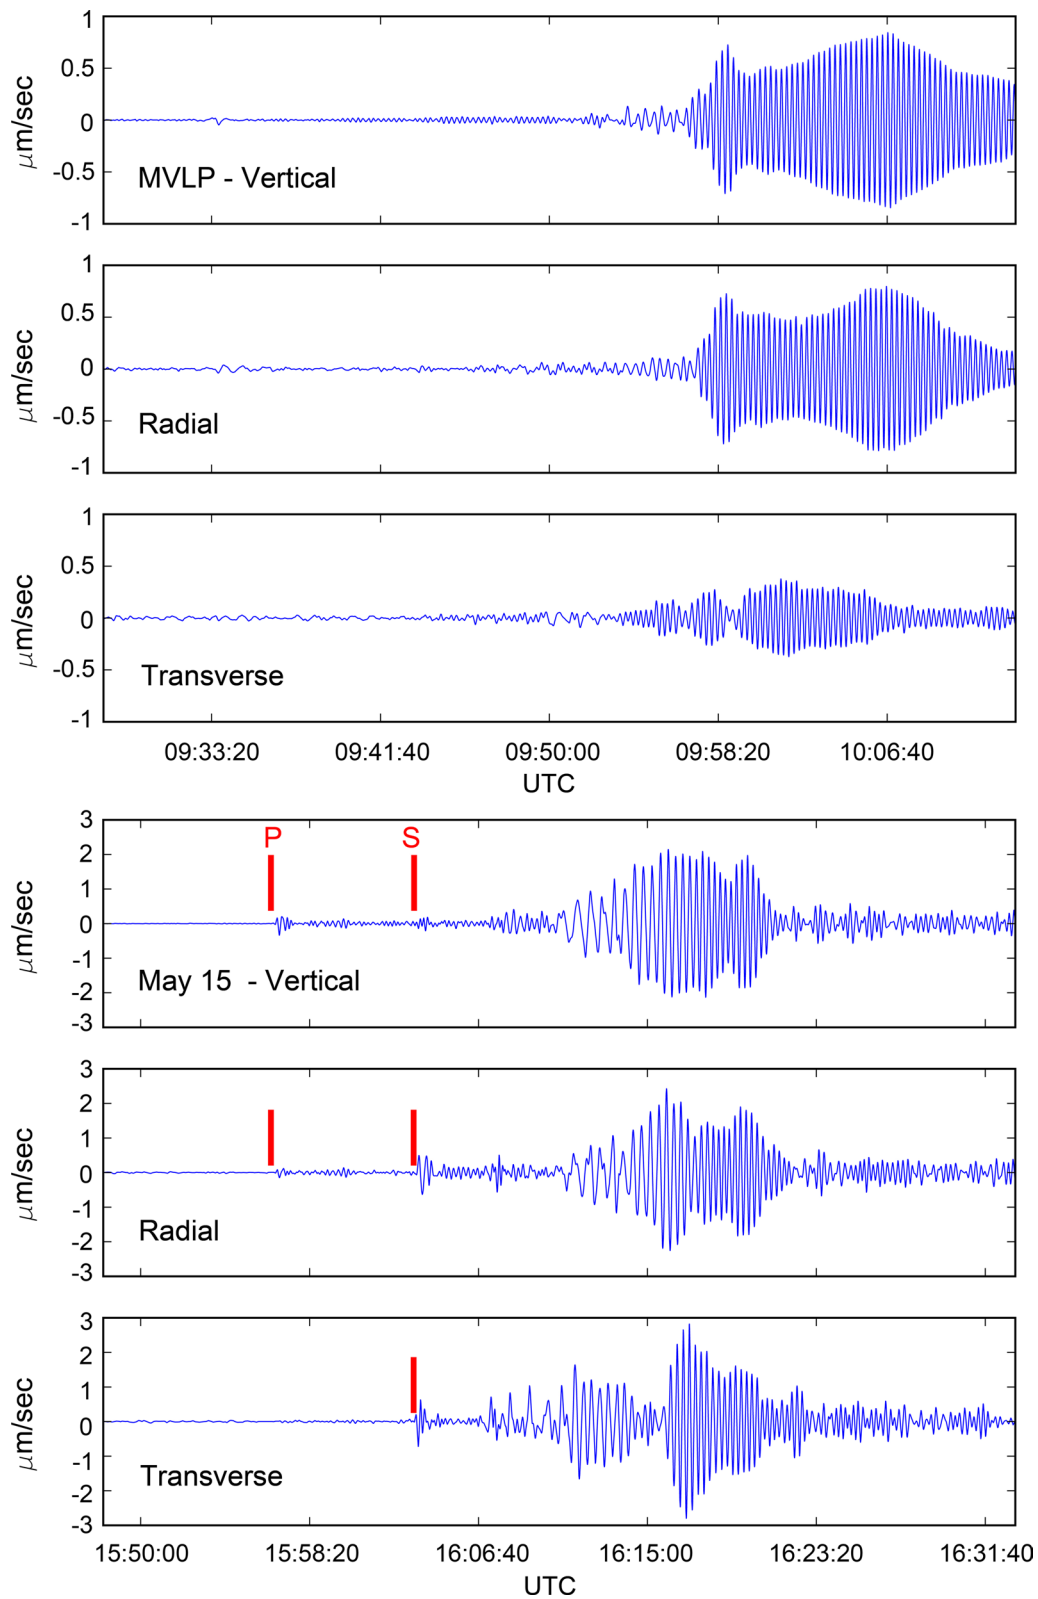 1
0.5
0
-0.5
-1
μm/sec
MVLP - Vertical
1
0.5
0
-0.5
-1
μm/sec
Radial
1
0.5
0
-0.5
-1
μm/sec
Transverse
09:33:20 09:41:40 09:50:00 09:58:20 10:06:40
UTC
3
2
1
0
-1
-2
-3
μm/sec
P S
May 15 - Vertical
3
2
1
0
-1
-2
-3
μm/sec
Radial
3
2
1
0
-1
-2
-3
μm/sec
Transverse
15:50:00 15:58:20 16:06:40 16:15:00 16:23:20 16:31:40
UTC